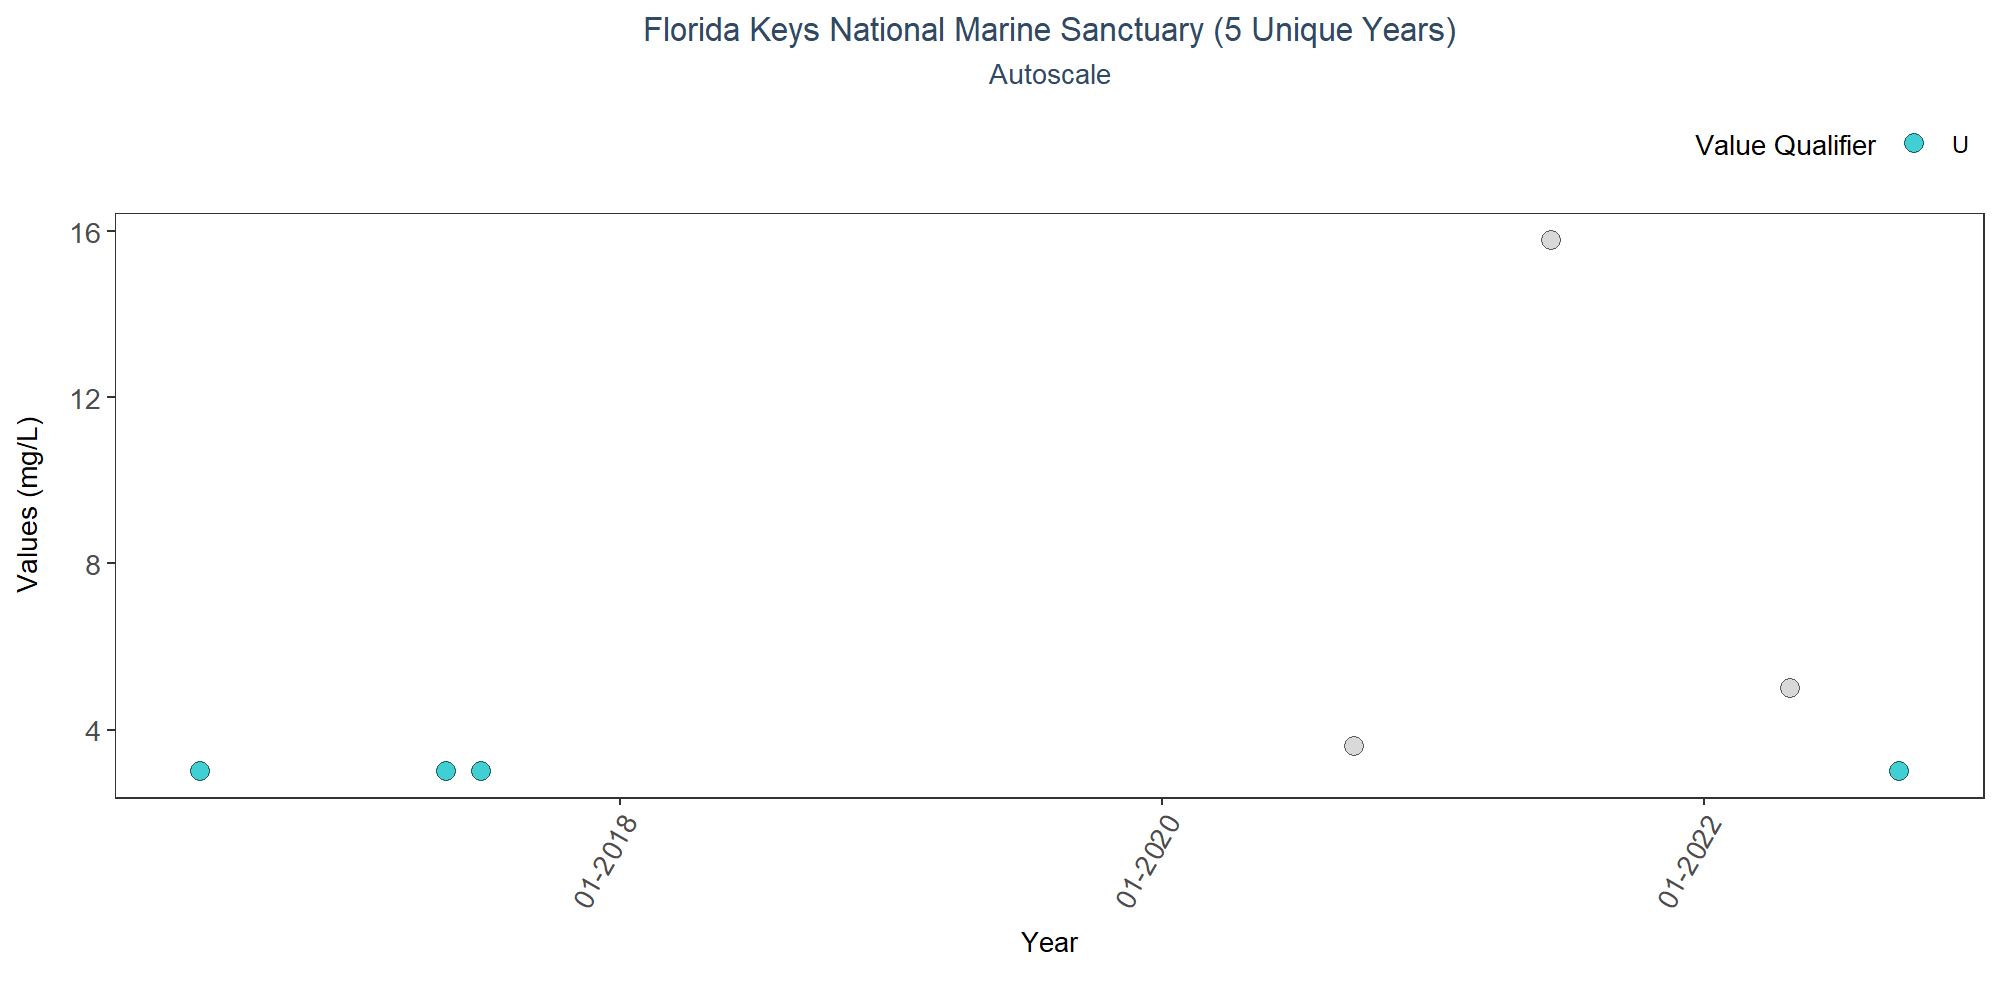 Florida Keys National Marine Sanctuary (5 Unique Years)
Autoscale
Value Qualifier U
16
12
8
4
Values (mg/L)
01-2018
01-2020
01-2022
Year